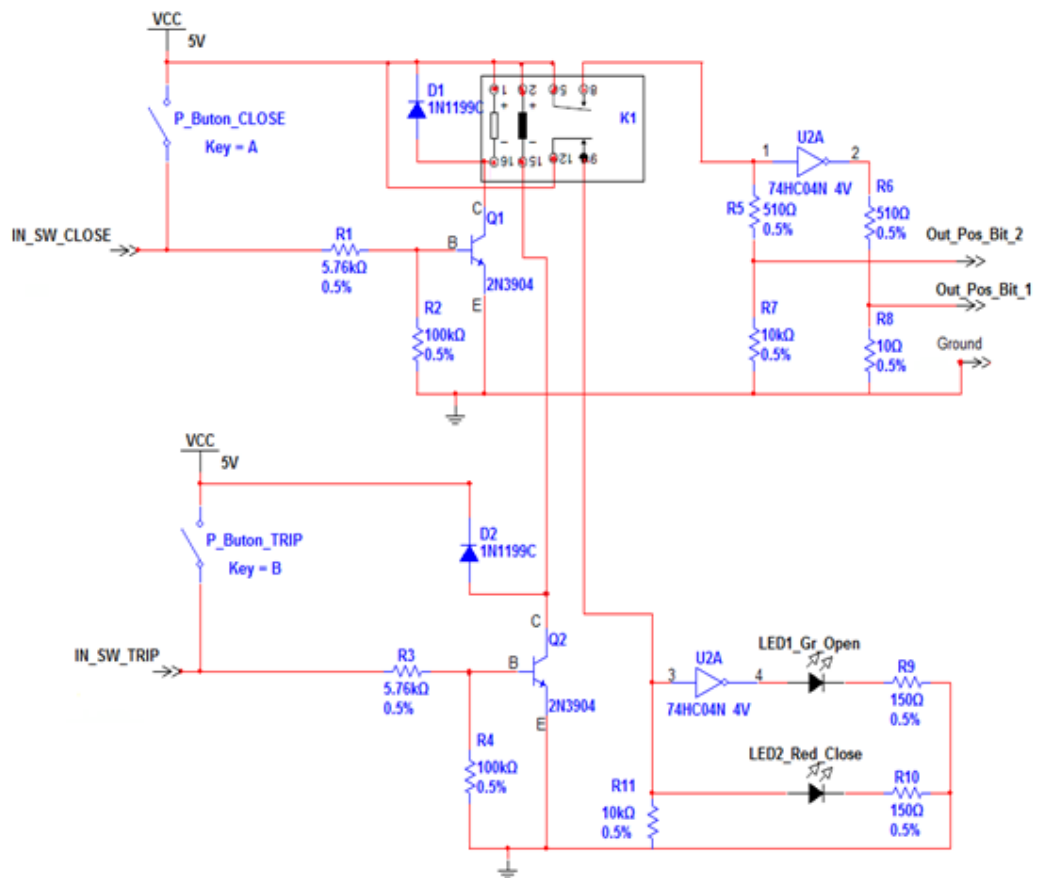 VCC
5V
P_Buton_CLOSE
Key = A
IN_SW_CLOSE
R1
5.76kΩ
0.5%
R2
100kΩ
0.5%
D1
1N1199C
1
2
5
8
+
+
K1
-
-
16
15
12
9
C
Q1
B
2N3904
E
U2A
1
2
74HC04N 4V
R5
510Ω
0.5%
R6
510Ω
0.5%
Out_Pos_Bit_2
Out_Pos_Bit_1
R7
10kΩ
0.5%
R8
10Ω
0.5%
Ground
VCC
5V
P_Buton_TRIP
Key = B
IN_SW_TRIP
D2
1N1199C
R3
5.76kΩ
0.5%
R4
100kΩ
0.5%
C
Q2
B
2N3904
E
U2A
3
4
74HC04N 4V
LED1_Gr_Open
R9
150Ω
0.5%
LED2_Red_Close
R10
150Ω
0.5%
R11
10kΩ
0.5%